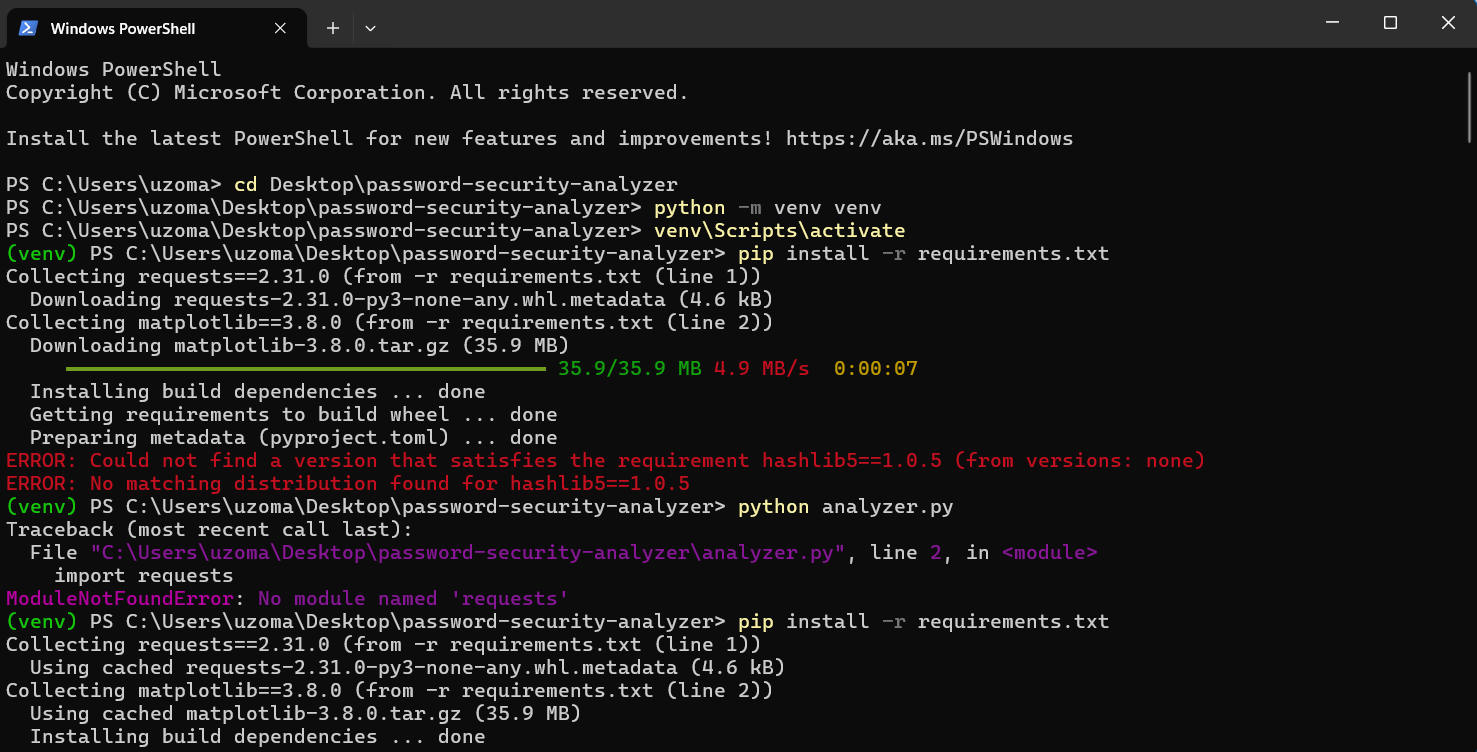 Windows PowerShell
Windows PowerShell
Copyright (C) Microsoft Corporation. All rights reserved.
Install the latest PowerShell for new features and improvements! https://aka.ms/PSWindows
PS C:\Users\uzoma> cd Desktop\password-security-analyzer
PS C:\Users\uzoma\Desktop\password-security-analyzer> python -m venv venv
PS C:\Users\uzoma\Desktop\password-security-analyzer> venv\Scripts\activate
(venv) PS C:\Users\uzoma\Desktop\password-security-analyzer> pip install -r requirements.txt
Collecting requests==2.31.0 (from -r requirements.txt (line 1))
  Downloading requests-2.31.0-py3-none-any.whl.metadata (4.6 kB)
Collecting matplotlib==3.8.0 (from -r requirements.txt (line 2))
  Downloading matplotlib-3.8.0.tar.gz (35.9 MB)
35.9/35.9 MB 4.9 MB/s  0:00:07
  Installing build dependencies ... done
  Getting requirements to build wheel ... done
  Preparing metadata (pyproject.toml) ... done
ERROR: Could not find a version that satisfies the requirement hashlib5==1.0.5 (from versions: none)
ERROR: No matching distribution found for hashlib5==1.0.5
(venv) PS C:\Users\uzoma\Desktop\password-security-analyzer> python analyzer.py
Traceback (most recent call last):
  File "C:\Users\uzoma\Desktop\password-security-analyzer\analyzer.py", line 2, in <module>
    import requests
ModuleNotFoundError: No module named 'requests'
(venv) PS C:\Users\uzoma\Desktop\password-security-analyzer> pip install -r requirements.txt
Collecting requests==2.31.0 (from -r requirements.txt (line 1))
  Using cached requests-2.31.0-py3-none-any.whl.metadata (4.6 kB)
Collecting matplotlib==3.8.0 (from -r requirements.txt (line 2))
  Using cached matplotlib-3.8.0.tar.gz (35.9 MB)
  Installing build dependencies ... done